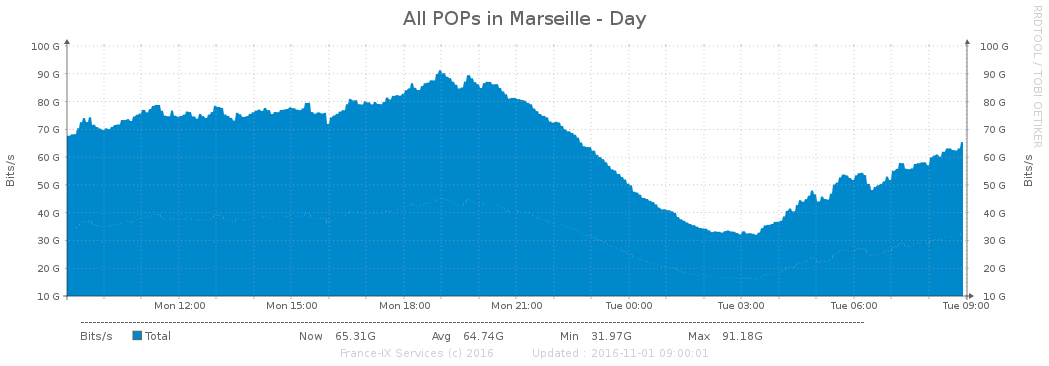 All POPs in Marseille - Day
RRDTOOL / TOBI OETIKER
Bits/s
100 G 100 G
90 G 90 G
80 G 80 G
70 G 70 G
60 G 60 G
50 G 50 G
40 G 40 G
30 G 30 G
20 G 20 G
10 G 10 G
Bits/s
Mon 12:00 Mon 15:00 Mon 18:00 Mon 21:00 Tue 00:00 Tue 03:00 Tue 06:00 Tue 09:00
Bits/s Total Now 65.31G Avg 64.74G Min 31.97G Max 91.18G
France-IX Services (c) 2016 Updated : 2016-11-01 09:00:01